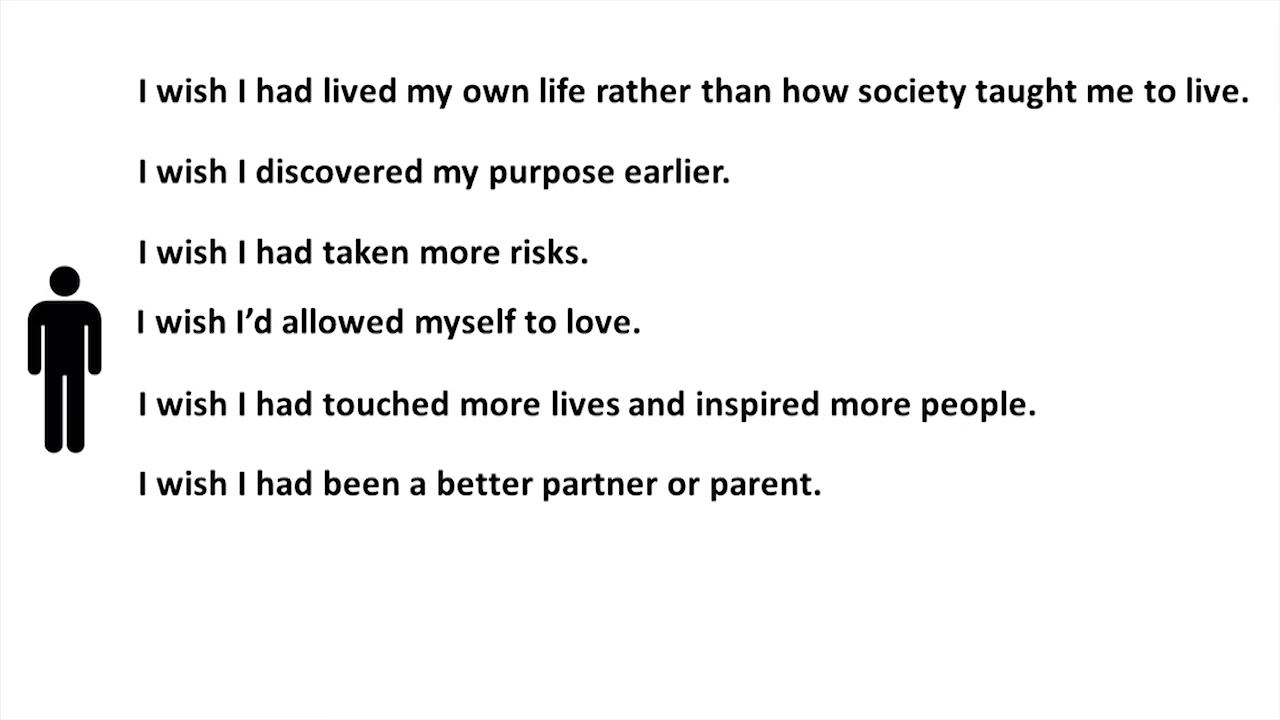 I wish I had lived my own life rather than how society taught me to live.
I wish I discovered my purpose earlier.
I wish I had taken more risks.
I wish I’d allowed myself to love.
I wish I had touched more lives and inspired more people.
I wish I had been a better partner or parent.